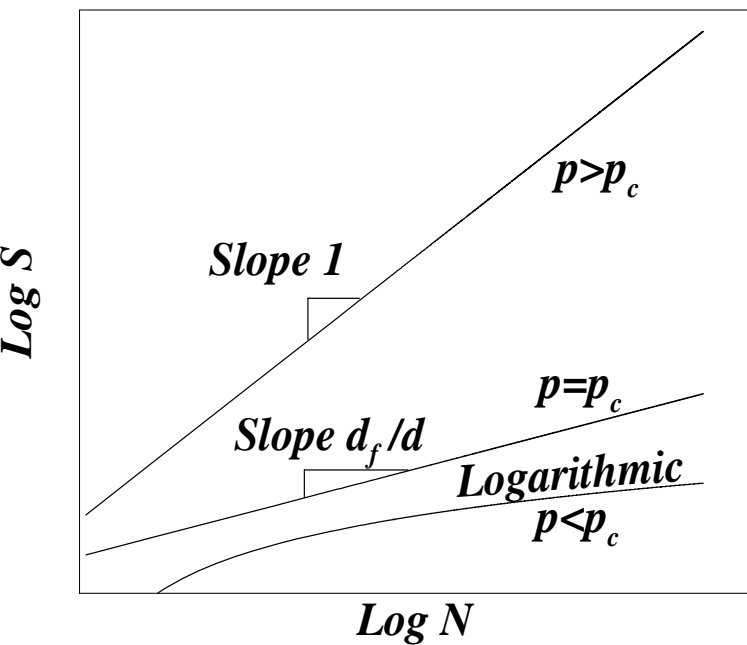 p>p_c
Slope 1
Log S
p=p_c
Slope d_f/d
Logarithmic
p<p_c
Log N